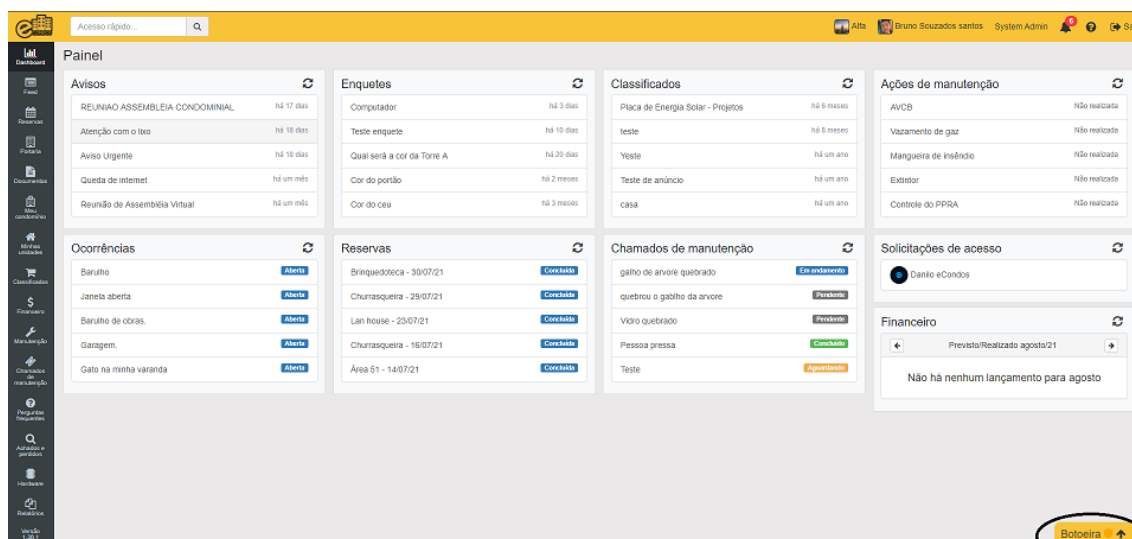 Acesso rápido...
Alfa
Bruno Souzados santos
System Admin
6
Painel
Dashboard
Feed
Reservas
Portaria
Documentos
Meu
condomínio
Minhas
unidades
Classificados
Financeiro
Manutenção
Chamados
de
manutenção
Perguntas
frequentes
Achados e
perdidos
Hardware
Relatórios
Versão
1.30.1
Avisos
REUNIAO ASSEMBLEIA CONDOMINIAL há 17 dias
Atenção com o lixo há 18 dias
Aviso Urgente há 18 dias
Queda de internet há um mês
Reunião de Assembléia Virtual há um mês
Enquetes
Computador há 3 dias
Teste enquete há 10 dias
Qual será a cor da Torre A há 20 dias
Cor do portão há 2 meses
Cor do ceu há 3 meses
Classificados
Placa de Energia Solar - Projetos há 6 meses
teste há 8 meses
Yeste há um ano
Teste de anúncio há um ano
casa há um ano
Ações de manutenção
AVCB Não realizada
Vazamento de gaz Não realizada
Mangueira de insêndio Não realizada
Extintor Não realizada
Controle do PPRA Não realizada
Ocorrências
Barulho Aberta
Janela aberta Aberta
Barulho de obras. Aberta
Garagem. Aberta
Gato na minha varanda Aberta
Reservas
Brinquedoteca - 30/07/21 Concluída
Churrasqueira - 29/07/21 Concluída
Lan house - 23/07/21 Concluída
Churrasqueira - 16/07/21 Concluída
Área 51 - 14/07/21 Concluída
Chamados de manutenção
galho de arvore quebrado Em andamento
quebrou o gablho da arvore Pendente
Vidro quebrado Pendente
Pessoa pressa Concluído
Teste Aguardando
Solicitações de acesso
Danilo eCondos
Financeiro
Previsto/Realizado agosto/21
Não há nenhum lançamento para agosto
Botoeira